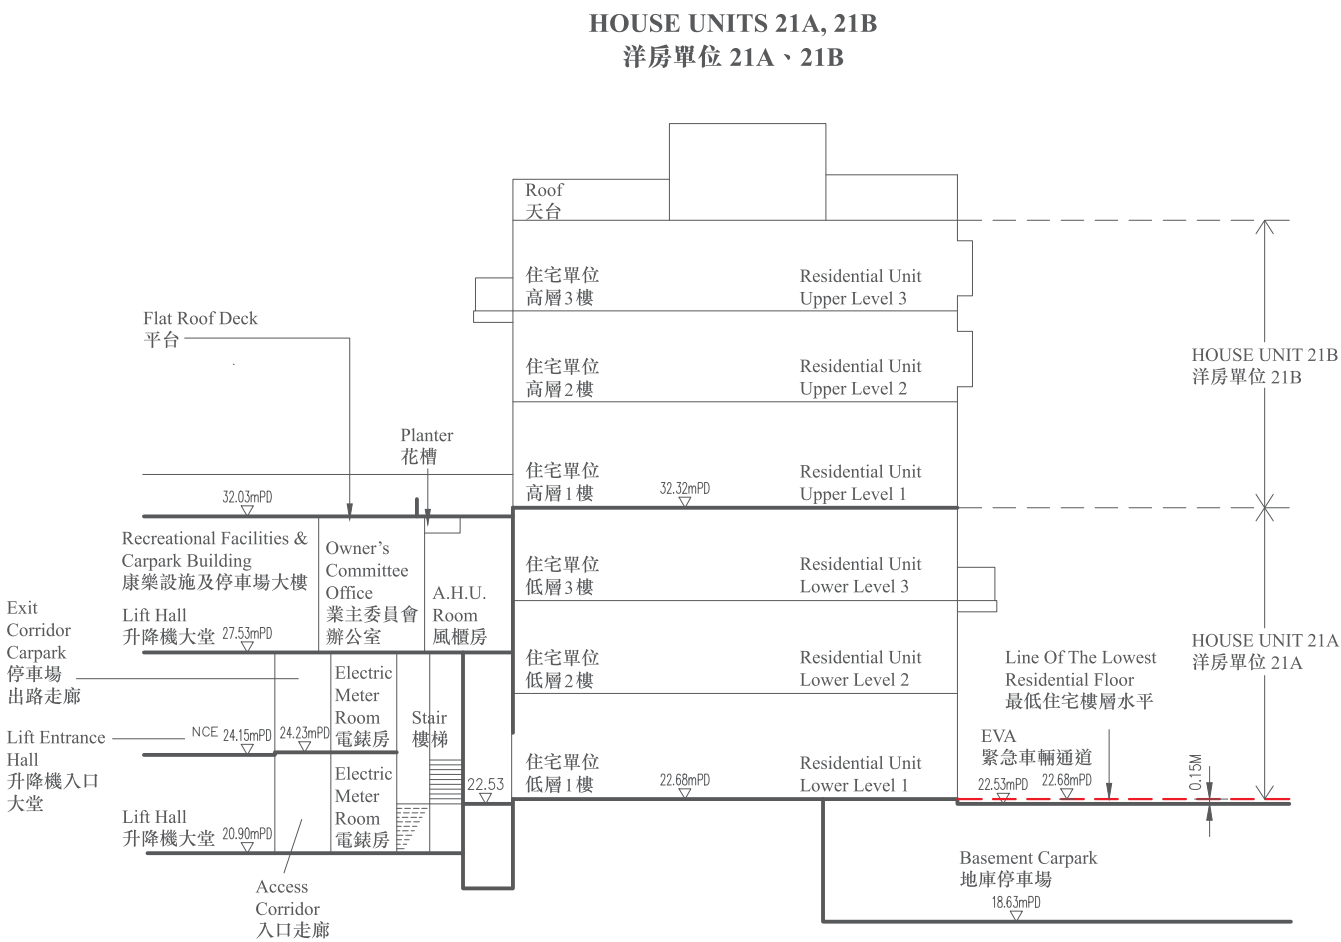 HOUSE UNITS 21A, 21B
洋房單位 21A、21B
Roof
天台
住宅單位
高層3樓
Residential Unit
Upper Level 3
Flat Roof Deck
平台
住宅單位
高層2樓
Residential Unit
Upper Level 2
HOUSE UNIT 21B
洋房單位 21B
Planter
花槽
住宅單位
高層1樓
32.32mPD
Residential Unit
Upper Level 1
32.03mPD
Recreational Facilities &
Carpark Building
康樂設施及停車場大樓
Lift Hall
升降機大堂 27.53mPD
Owner's
Committee
Office
業主委員會
辦公室
A.H.U.
Room
風櫃房
住宅單位
低層3樓
Residential Unit
Lower Level 3
Exit
Corridor
Carpark
停車場
出路走廊
Electric
Meter
Room
電錶房
Stair
樓梯
住宅單位
低層2樓
Residential Unit
Lower Level 2
Line Of The Lowest
Residential Floor
最低住宅樓層水平
HOUSE UNIT 21A
洋房單位 21A
Lift Entrance
Hall
升降機入口
大堂
NCE 24.15mPD
24.23mPD
EVA
緊急車輛通道
22.53mPD
22.68mPD
0.15M
Electric
Meter
Room
電錶房
22.53
住宅單位
低層1樓
22.68mPD
Residential Unit
Lower Level 1
Lift Hall
升降機大堂 20.90mPD
Access
Corridor
入口走廊
Basement Carpark
地庫停車場
18.63mPD